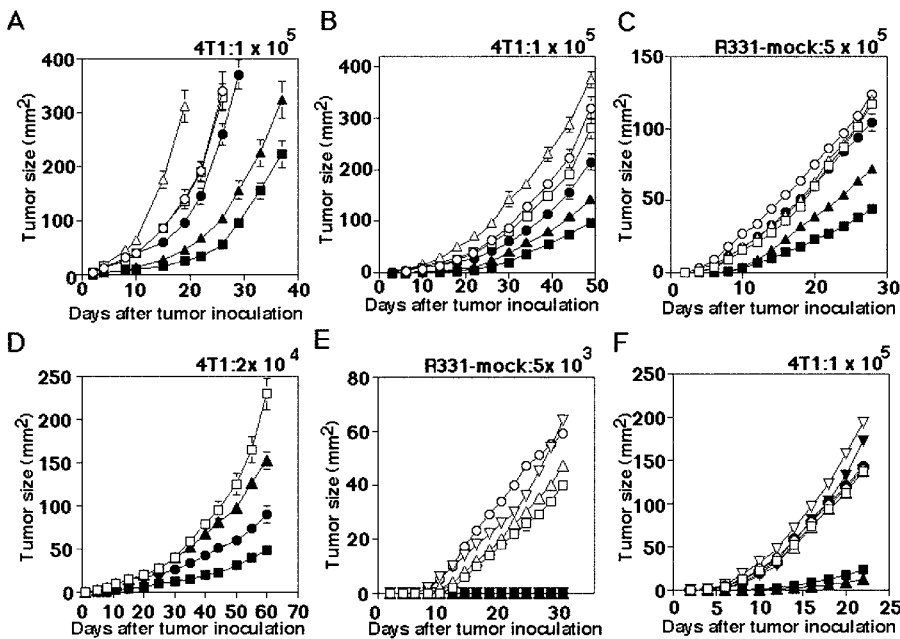 A
4T1:1 x 10^5
Tumor size (mm^2)
400
300
200
100
0
0 10 20 30 40
Days after tumor inoculation
B
4T1:1 x 10^5
Tumor size (mm^2)
400
300
200
100
0
0 10 20 30 40 50
Days after tumor inoculation
C
R331-mock:5 x 10^5
Tumor size (mm^2)
150
100
50
0
0 10 20 30
Days after tumor inoculation
D
4T1:2x 10^4
Tumor size (mm^2)
250
200
150
100
50
0
0 10 20 30 40 50 60 70
Days after tumor inoculation
E
R331-mock:5x 10^3
Tumor size (mm^2)
80
60
40
20
0
0 10 20 30
Days after tumor inoculation
F
4T1:1 x 10^5
Tumor size (mm^2)
250
200
150
100
50
0
0 5 10 15 20 25
Days after tumor inoculation